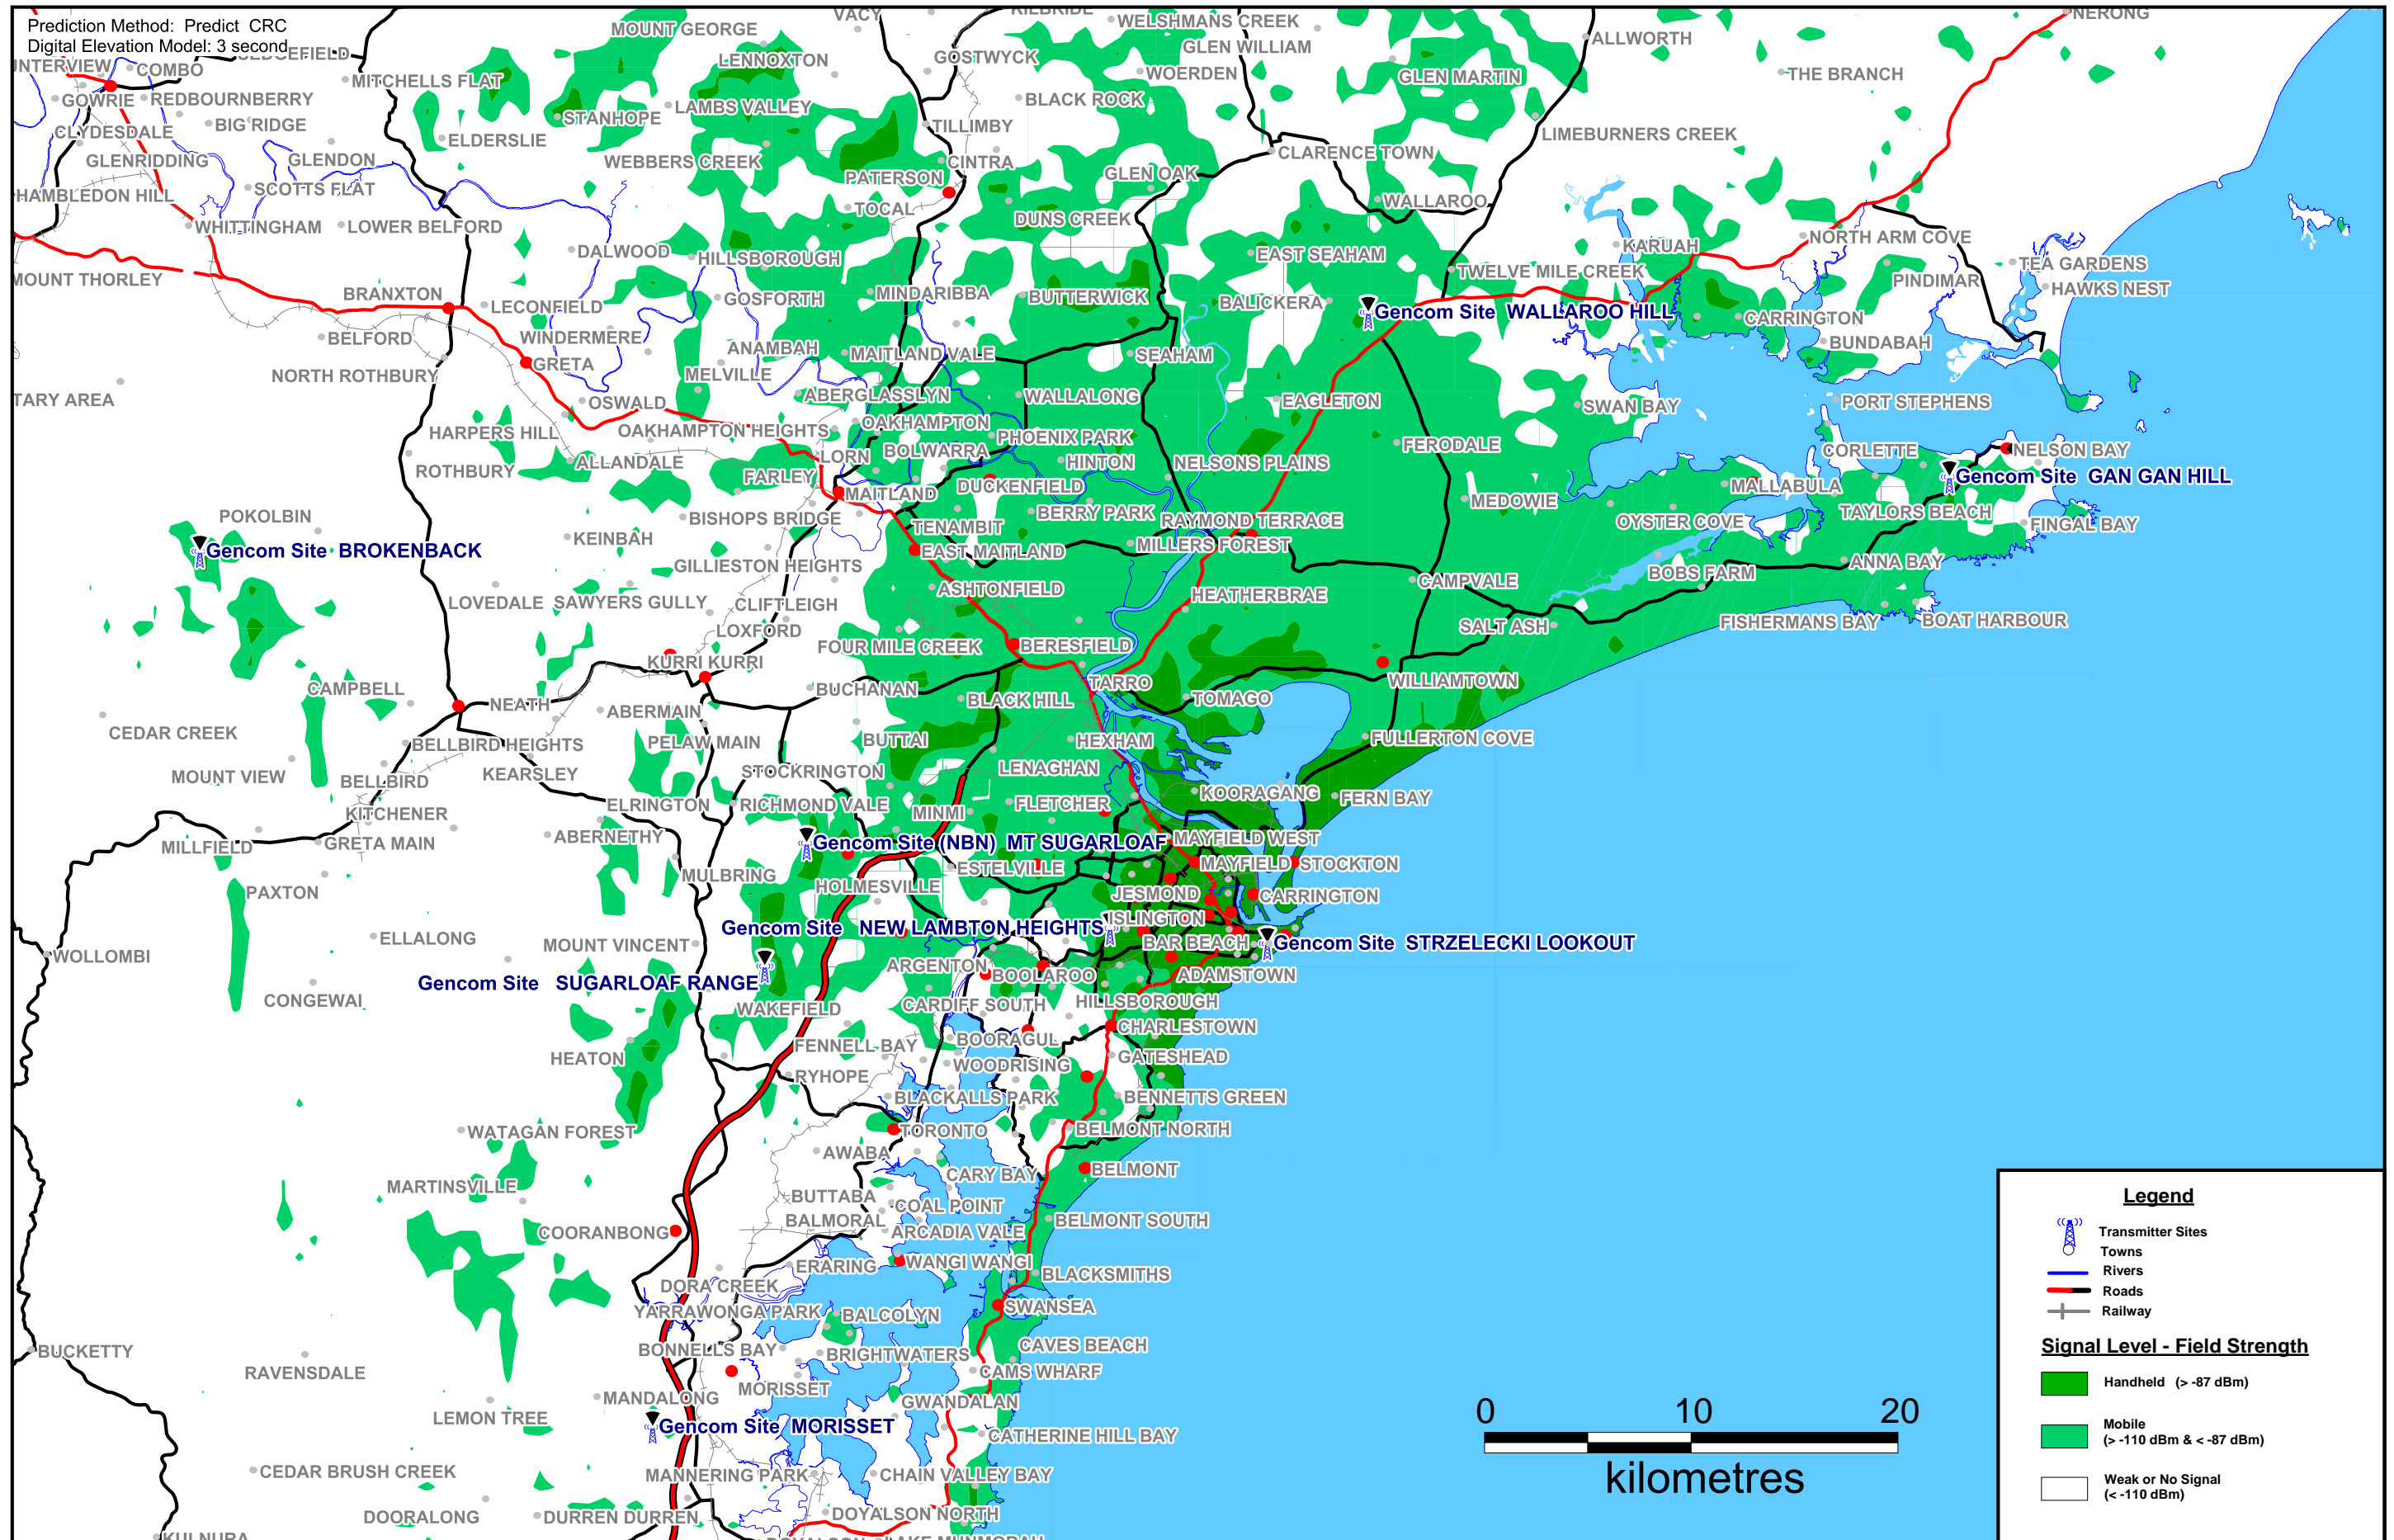 Prediction Method: Predict CRC
Digital Elevation Model: 3 second
VACY
KILBRIDE
NERONG
MOUNT GEORGE
WELSHMANS CREEK
ALLWORTH
GLEN WILLIAM
GOSTWYCK
LENNOXTON
COMBO
MITCHELLS FLAT
WOERDEN
GLEN MARTIN
THE BRANCH
GOWRIE
REDBOURNBERRY
LAMBS VALLEY
BLACK ROCK
STANHOPE
BIG RIDGE
TILLIMBY
CLYDESDALE
ELDERSLIE
LIMEBURNERS CREEK
GLENRIDDING
GLENDON
WEBBERS CREEK
CINTRA
CLARENCE TOWN
PATERSON
GLEN OAK
HAMBLEDON HILL
SCOTTS FLAT
TOCAL
WALLAROO
WHITTINGHAM
LOWER BELFORD
DUNS CREEK
DALWOOD
HILLSBOROUGH
EAST SEAHAM
KARUAH
NORTH ARM COVE
TWELVE MILE CREEK
TEA GARDENS
MOUNT THORLEY
PINDIMAR
HAWKS NEST
BRANXTON
LECONFIELD
GOSFORTH
MINDARIBBA
BUTTERWICK
BALICKERA
Gencom Site WALLAROO HILL
CARRINGTON
BELFORD
WINDERMERE
BUNDABAH
ANAMBAH
MAITLAND VALE
SEAHAM
GRETA
NORTH ROTHBURY
MELVILLE
TARY AREA
OSWALD
ABERGLASSLYN
WALLALONG
EAGLETON
SWAN BAY
PORT STEPHENS
HARPERS HILL
OAKHAMPTON HEIGHTS
OAKHAMPTON
PHOENIX PARK
FERODALE
ROTHBURY
ALLANDALE
LORN
BOLWARRA
HINTON
NELSONS PLAINS
CORLETTE
NELSON BAY
FARLEY
DUCKENFIELD
MALLABULA
Gencom Site GAN GAN HILL
MAITLAND
MEDOWIE
POKOLBIN
BISHOPS BRIDGE
TENAMBIT
BERRY PARK
RAYMOND TERRACE
OYSTER COVE
TAYLORS BEACH
FINGAL BAY
Gencom Site BROKENBACK
KEINBAH
EAST MAITLAND
MILLERS FOREST
GILLIESTON HEIGHTS
ANNA BAY
BOBS FARM
ASHTONFIELD
CAMPVALE
LOVEDALE
SAWYERS GULLY
CLIFTLEIGH
HEATHERBRAE
LOXFORD
SALT ASH
FISHERMANS BAY
BOAT HARBOUR
FOUR MILE CREEK
BERESFIELD
KURRI KURRI
CAMPBELL
BUCHANAN
TARRO
WILLIAMTOWN
NEATH
ABERMAIN
BLACK HILL
TOMAGO
CEDAR CREEK
BELLBIRD HEIGHTS
PELAW MAIN
BUTTAI
HEXHAM
FULLERTON COVE
MOUNT VIEW
BELLBIRD
KEARSLEY
STOCKRINGTON
LENAGHAN
KITCHENER
ELRINGTON
RICHMOND VALE
MINMI
FLETCHER
KOORAGANG
FERN BAY
MILLFIELD
GRETA MAIN
ABERNETHY
Gencom Site (NBN) MT SUGARLOAF
MAYFIELD WEST
MAYFIELD
STOCKTON
PAXTON
MULBRING
HOLMESVILLE
ESTELVILLE
JESMOND
CARRINGTON
ISLINGTON
Gencom Site NEW LAMBTON HEIGHTS
WOLLOMBI
ELLALONG
MOUNT VINCENT
BAR BEACH
Gencom Site STRZELECKI LOOKOUT
Gencom Site SUGARLOAF RANGE
ARGENTON
BOOLAROO
ADAMSTOWN
CONGEWAI
WAKEFIELD
CARDIFF SOUTH
HILLSBOROUGH
CHARLESTOWN
HEATON
FENNELL BAY
BOORAGUL
GATESHEAD
RYHOPE
WOODRISING
BLACKALLS PARK
BENNETTS GREEN
WATAGAN FOREST
TORONTO
BELMONT NORTH
AWABA
CARY BAY
BELMONT
MARTINSVILLE
BUTTABA
COAL POINT
BALMORAL
ARCADIA VALE
BELMONT SOUTH
COORANBONG
ERARING
WANGI WANGI
BLACKSMITHS
DORA CREEK
YARRAWONGA PARK
BALCOLYN
SWANSEA
BUCKETTY
BONNELLS BAY
BRIGHTWATERS
CAVES BEACH
RAVENSDALE
CAMS WHARF
MORISSET
MANDALONG
GWANDALAN
LEMON TREE
Gencom Site MORISSET
CATHERINE HILL BAY
CEDAR BRUSH CREEK
MANNERING PARK
CHAIN VALLEY BAY
DOORALONG
DURREN DURREN
DOYALSON NORTH
KULNURA
LAKE MUNMORAH
0 10 20
kilometres
Legend
Transmitter Sites
Towns
Rivers
Roads
Railway
Signal Level - Field Strength
Handheld (> -87 dBm)
Mobile
(> -110 dBm & < -87 dBm)
Weak or No Signal
(< -110 dBm)